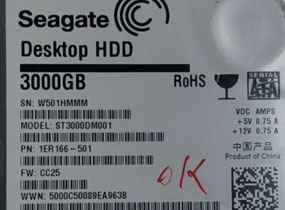 Seagate
Desktop HDD
3000GB
RoHS
SERIAL
ATA
SN: W501HMMM
VDC AMPS
+5V 0.75 A
+12V 0.75 A
MODEL: ST3000DM001
中国产品
Product of China
PN: 1ER166-501
OK
FW: CC25
WWN: 5000C50089EA963B